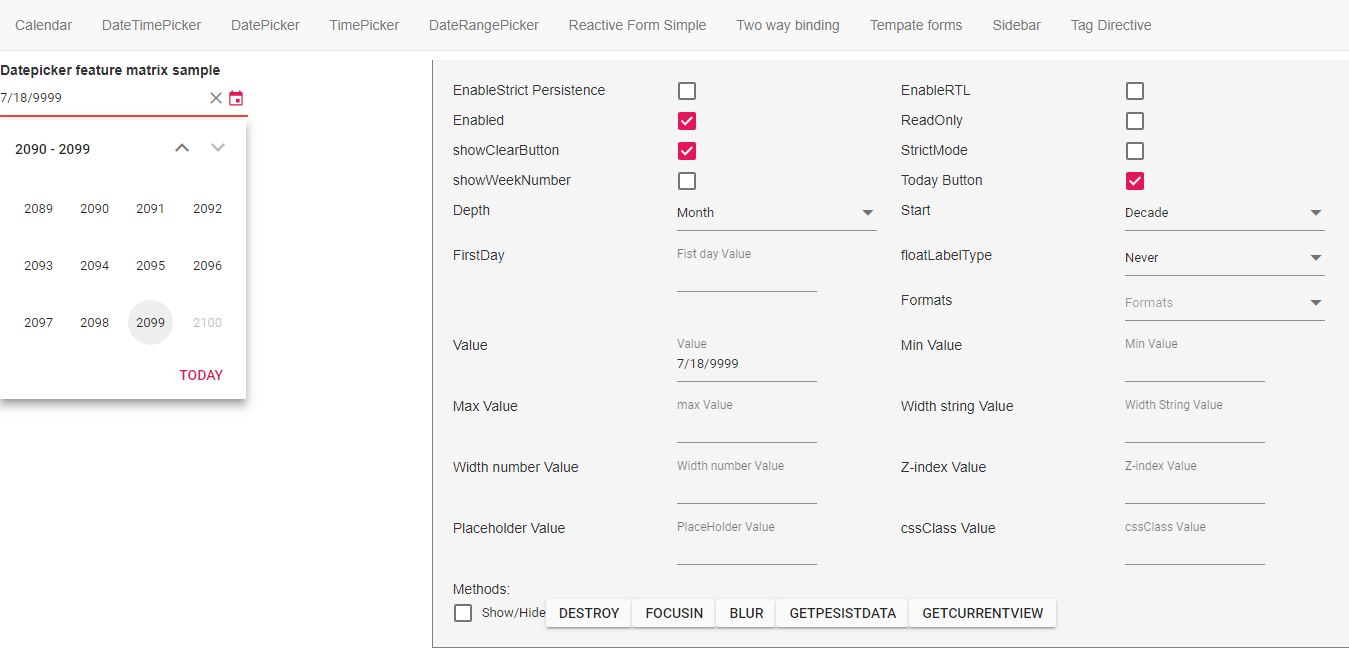 Calendar DateTimePicker DatePicker TimePicker DateRangePicker Reactive Form Simple Two way binding Tempate forms Sidebar Tag Directive
Datepicker feature matrix sample
7/18/9999
2090 - 2099
2089 2090 2091 2092
2093 2094 2095 2096
2097 2098 2099 2100
TODAY
EnableStrict Persistence EnableRTL
Enabled ReadOnly
showClearButton StrictMode
showWeekNumber Today Button
Depth Month Start Decade
FirstDay Fist day Value floatLabelType Never
Formats Formats
Value Value Min Value Min Value
7/18/9999
Max Value max Value Width string Value Width String Value
Width number Value Width number Value Z-index Value Z-index Value
Placeholder Value PlaceHolder Value cssClass Value cssClass Value
Methods:
Show/Hide DESTROY FOCUSIN BLUR GETPESISTDATA GETCURRENTVIEW